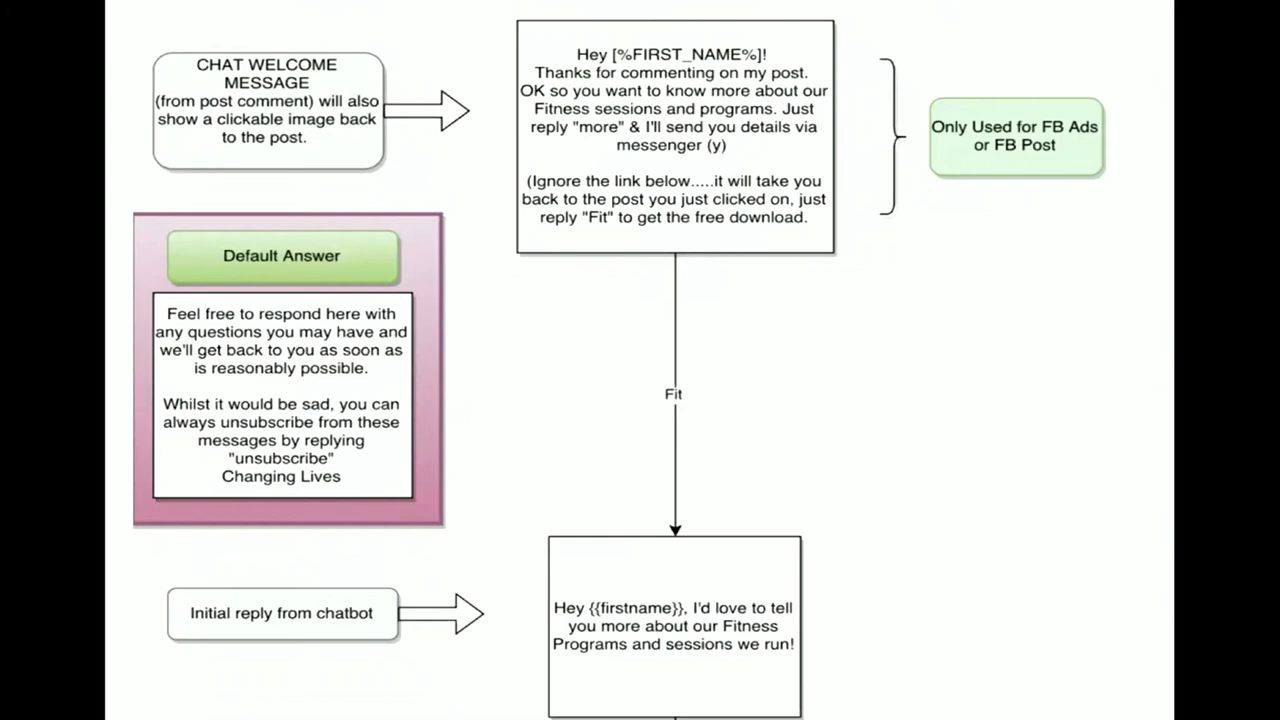 CHAT WELCOME
MESSAGE
(from post comment) will also
show a clickable image back
to the post.
Hey [%FIRST_NAME%]!
Thanks for commenting on my post.
OK so you want to know more about our
Fitness sessions and programs. Just
reply "more" & I'll send you details via
messenger (y)
(Ignore the link below.....it will take you
back to the post you just clicked on, just
reply "Fit" to get the free download.
Only Used for FB Ads
or FB Post
Default Answer
Feel free to respond here with
any questions you may have and
we'll get back to you as soon as
is reasonably possible.
Whilst it would be sad, you can
always unsubscribe from these
messages by replying
"unsubscribe"
Changing Lives
Fit
Initial reply from chatbot
Hey {{firstname}}, I'd love to tell
you more about our Fitness
Programs and sessions we run!